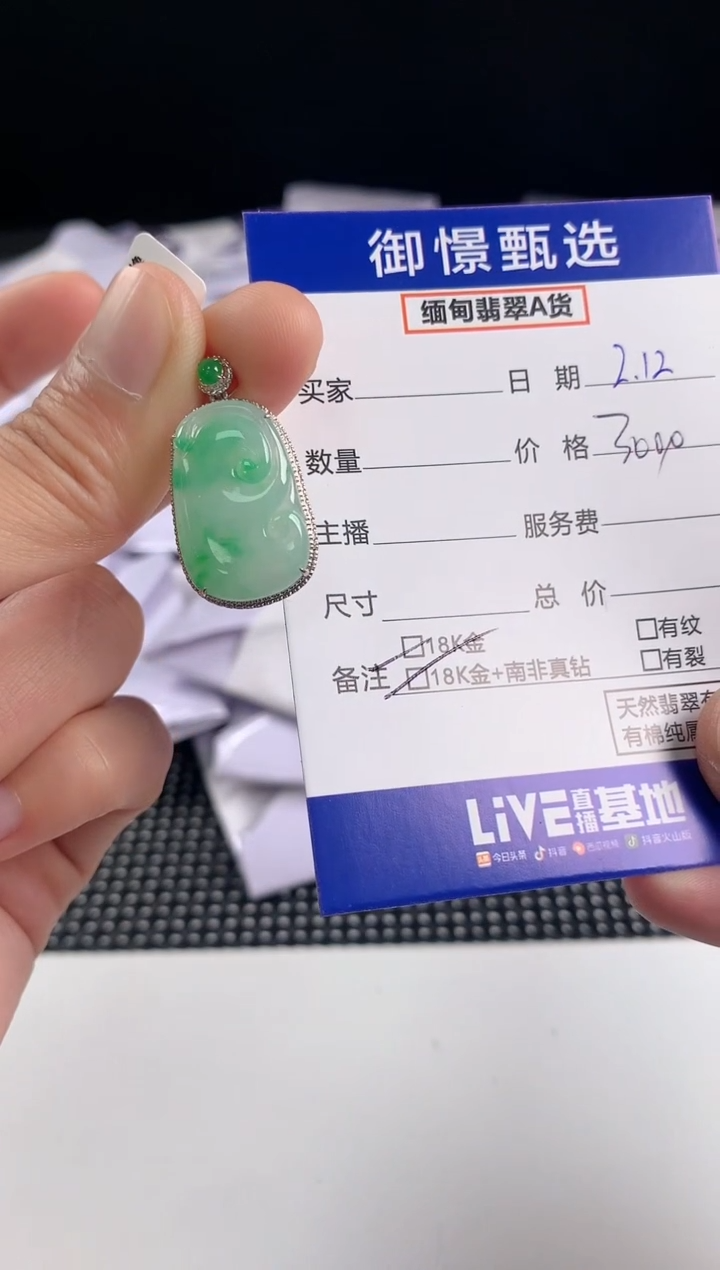 御憬甄选
缅甸翡翠A货
买家 日期 2.12
数量 价格 3000
主播 服务费
尺寸 总价
备注 □18K金 □有纹
□18K金+南非真钻 □有裂
天然翡翠
有棉纯属
LiVE直播基地
今日头条 抖音 西瓜视频 抖音火山版